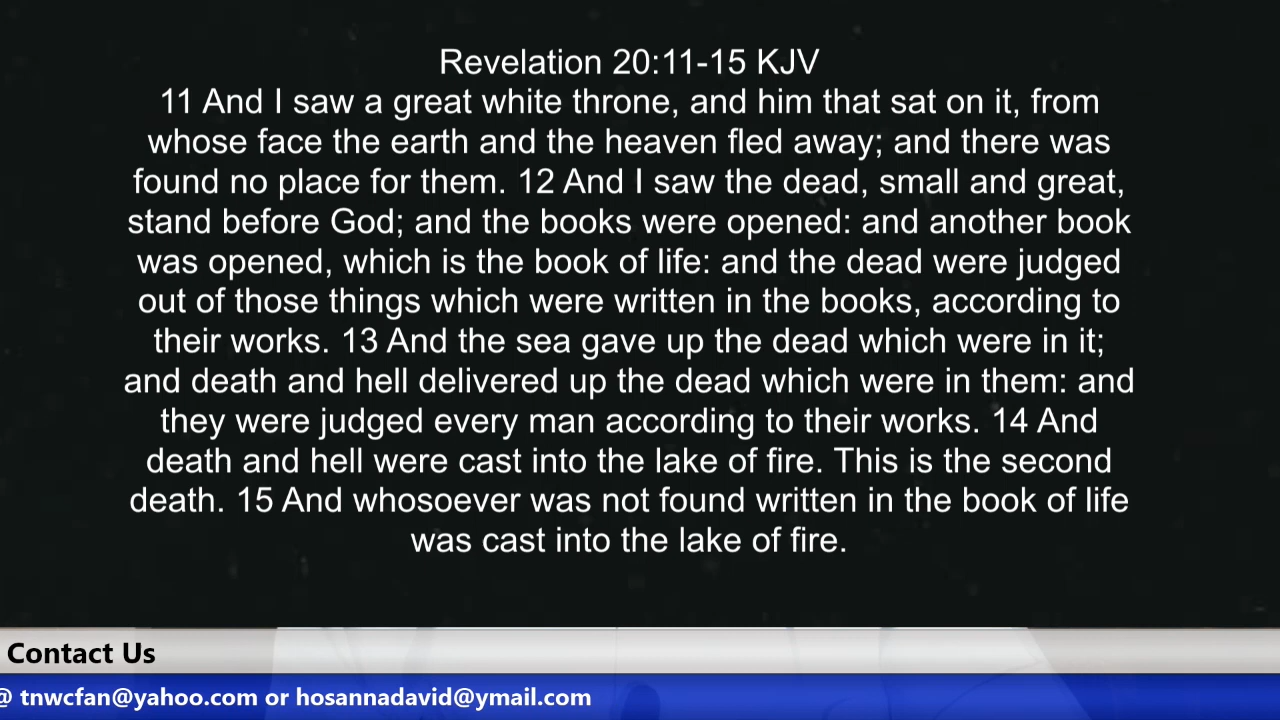 Revelation 20:11-15 KJV
11 And I saw a great white throne, and him that sat on it, from
whose face the earth and the heaven fled away; and there was
found no place for them. 12 And I saw the dead, small and great,
stand before God; and the books were opened: and another book
was opened, which is the book of life: and the dead were judged
out of those things which were written in the books, according to
their works. 13 And the sea gave up the dead which were in it;
and death and hell delivered up the dead which were in them: and
they were judged every man according to their works. 14 And
death and hell were cast into the lake of fire. This is the second
death. 15 And whosoever was not found written in the book of life
was cast into the lake of fire.
Contact Us
@ tnwcfan@yahoo.com or hosannadavid@ymail.com